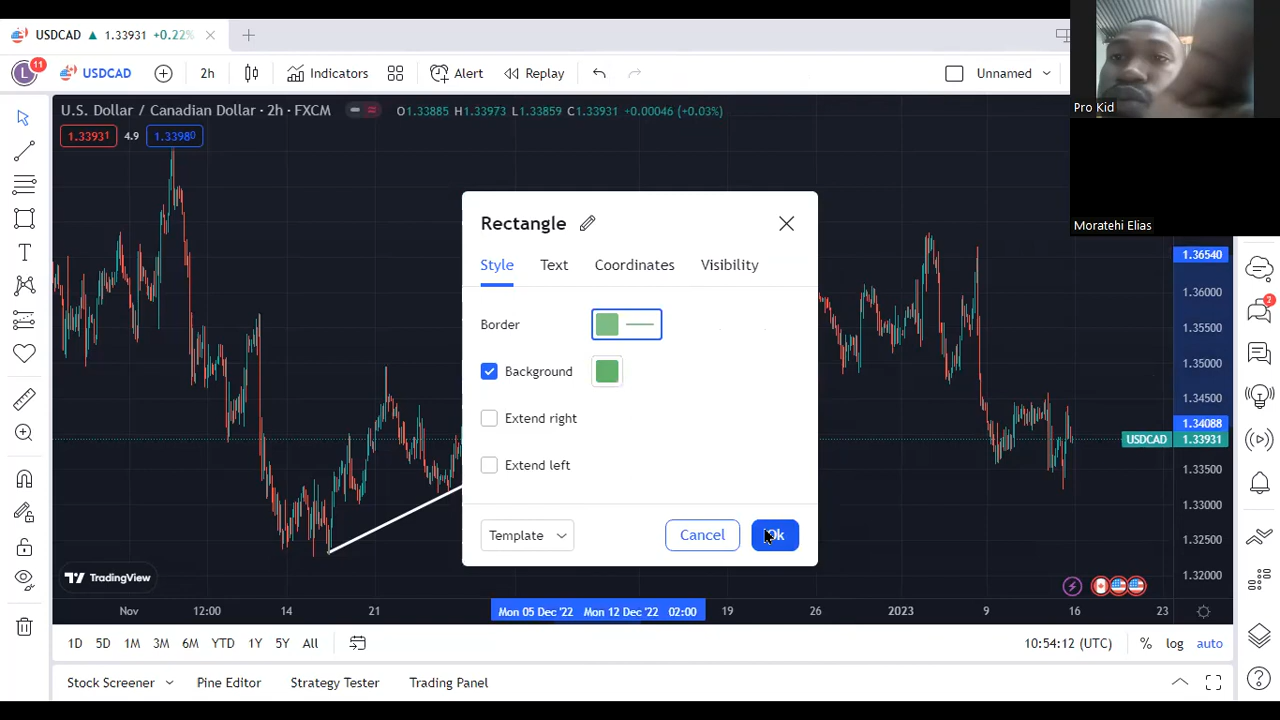 USDCAD ▲ 1.33931 +0.22%
L 11 USDCAD 2h Indicators Alert Replay Unnamed
Pro Kid
Moratehi Elias
U.S. Dollar / Canadian Dollar · 2h · FXCM O1.33885 H1.33973 L1.33859 C1.33931 +0.00046 (+0.03%)
1.33931 4.9 1.33980
Rectangle
Style Text Coordinates Visibility
Border
Background
Extend right
Extend left
Template Cancel Ok
1.36540
1.36000
1.35500
1.35000
1.34500
1.34088
USDCAD 1.33931
1.33500
1.33000
1.32500
1.32000
2
TradingView
Nov 12:00 14 21 Mon 05 Dec '22 Mon 12 Dec '22 02:00 19 26 2023 9 16 23
1D 5D 1M 3M 6M YTD 1Y 5Y All 10:54:12 (UTC) % log auto
Stock Screener Pine Editor Strategy Tester Trading Panel